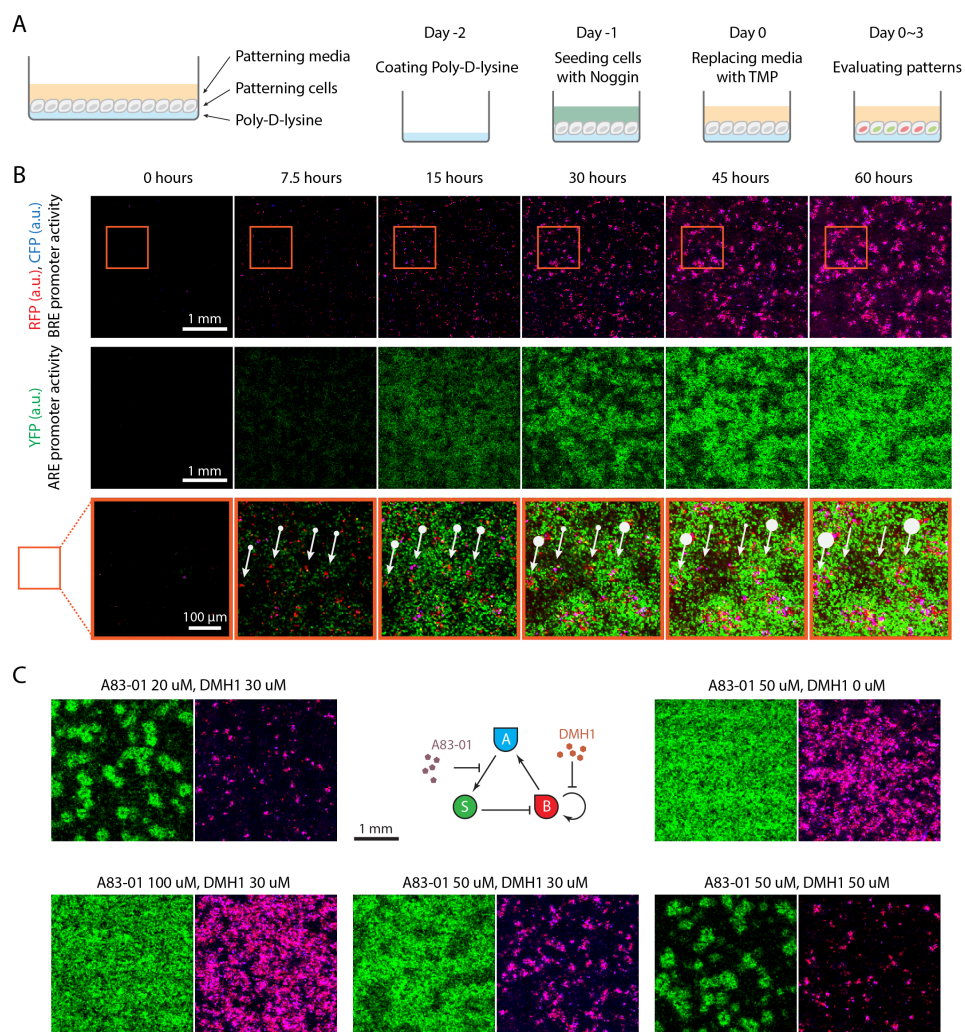 A
Patterning media
Patterning cells
Poly-D-lysine
Day -2
Coating Poly-D-lysine
Day -1
Seeding cells
with Noggin
Day 0
Replacing media
with TMP
Day 0~3
Evaluating patterns
B
0 hours
7.5 hours
15 hours
30 hours
45 hours
60 hours
RFP (a.u.), CFP (a.u.)
BRE promoter activity
1 mm
YFP (a.u.)
ARE promoter activity
1 mm
100 µm
C
A83-01 20 uM, DMH1 30 uM
A83-01
A
DMH1
S
B
1 mm
A83-01 50 uM, DMH1 0 uM
A83-01 100 uM, DMH1 30 uM
A83-01 50 uM, DMH1 30 uM
A83-01 50 uM, DMH1 50 uM